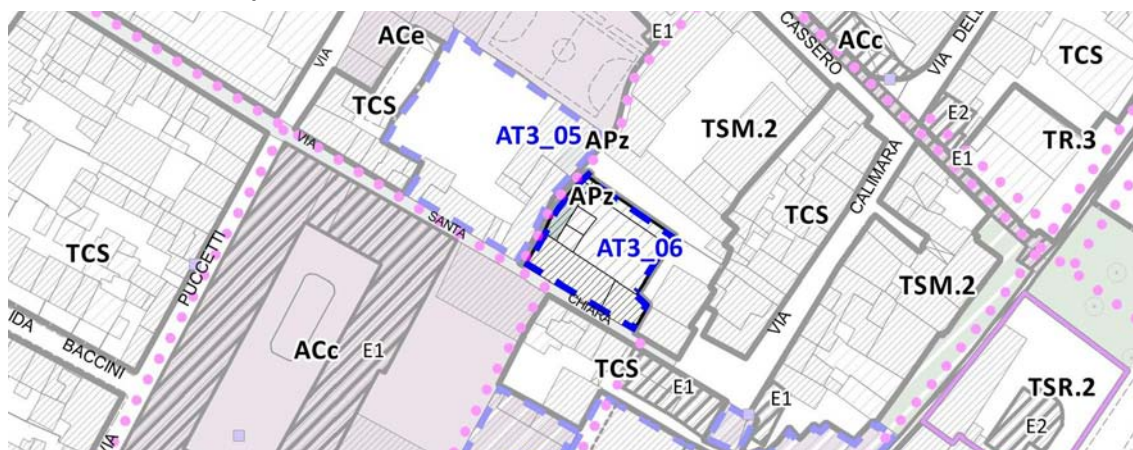 E1
CASSERO
ACc
VIA
DELL
TCS
ACe
VIA
TCS
AT3_05
APz
TSM.2
E2
TR.3
E1
VIA
APz
CALIMARA
TCS
SANTA
AT3_06
TCS
PUCCETTI
CHIARA
TSM.2
VIA
IDA
BACCINI
ACc
E1
TCS
E1
E1
TSR.2
E2
VIA